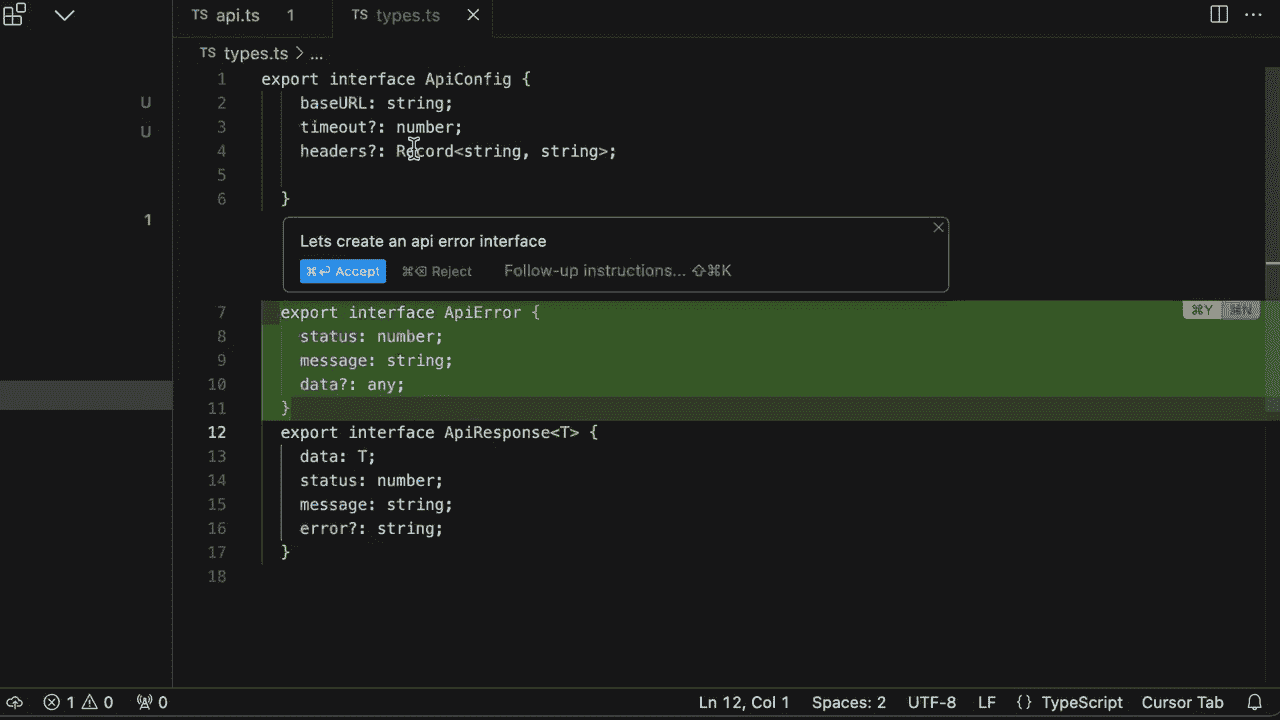 TS api.ts 1 TS types.ts
TS types.ts > ...
1 export interface ApiConfig {
U 2 baseURL: string;
U 3 timeout?: number;
4 headers?: Record<string, string>;
5
1 6 }
Lets create an api error interface
⌘⏎ Accept ⌘⌫ Reject Follow-up instructions... ⇧⌘K
7 export interface ApiError { ⌘Y ⌘N
8 status: number;
9 message: string;
10 data?: any;
11 }
12 export interface ApiResponse<T> {
13 data: T;
14 status: number;
15 message: string;
16 error?: string;
17 }
18
1 0 0 Ln 12, Col 1 Spaces: 2 UTF-8 LF {} TypeScript Cursor Tab